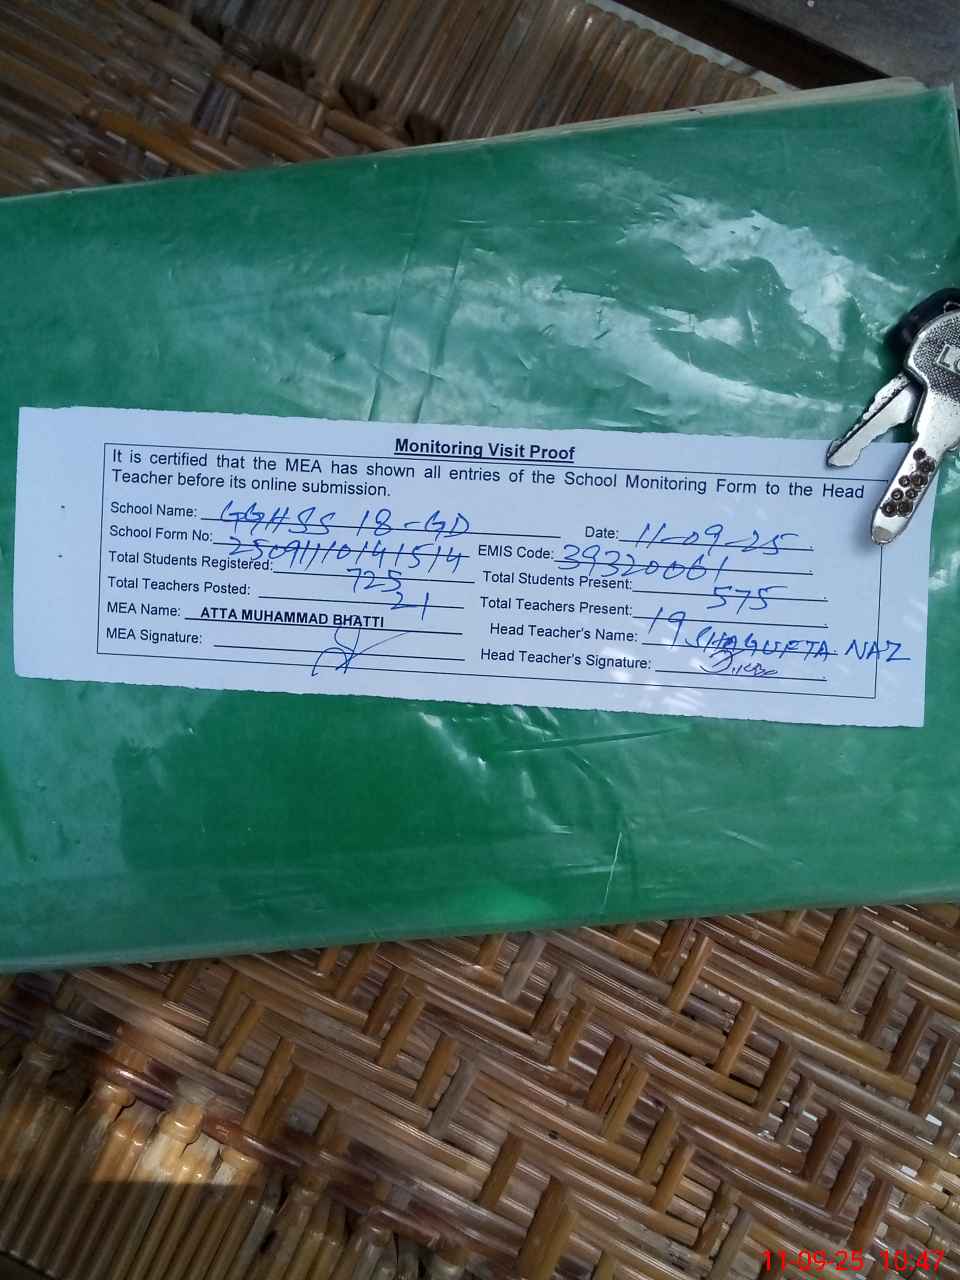 Monitoring Visit Proof
It is certified that the MEA has shown all entries of the School Monitoring Form to the Head
Teacher before its online submission.
School Name: GGHSS 18-GD Date: 11-09-25
School Form No: 2509111014 1514 EMIS Code: 39320061
Total Students Registered: 725 Total Students Present: 575
Total Teachers Posted: 21 Total Teachers Present: 19
MEA Name: ATTA MUHAMMAD BHATTI Head Teacher's Name: SHAGUFTA NAZ
MEA Signature: Head Teacher's Signature:
11-09-25 10:47